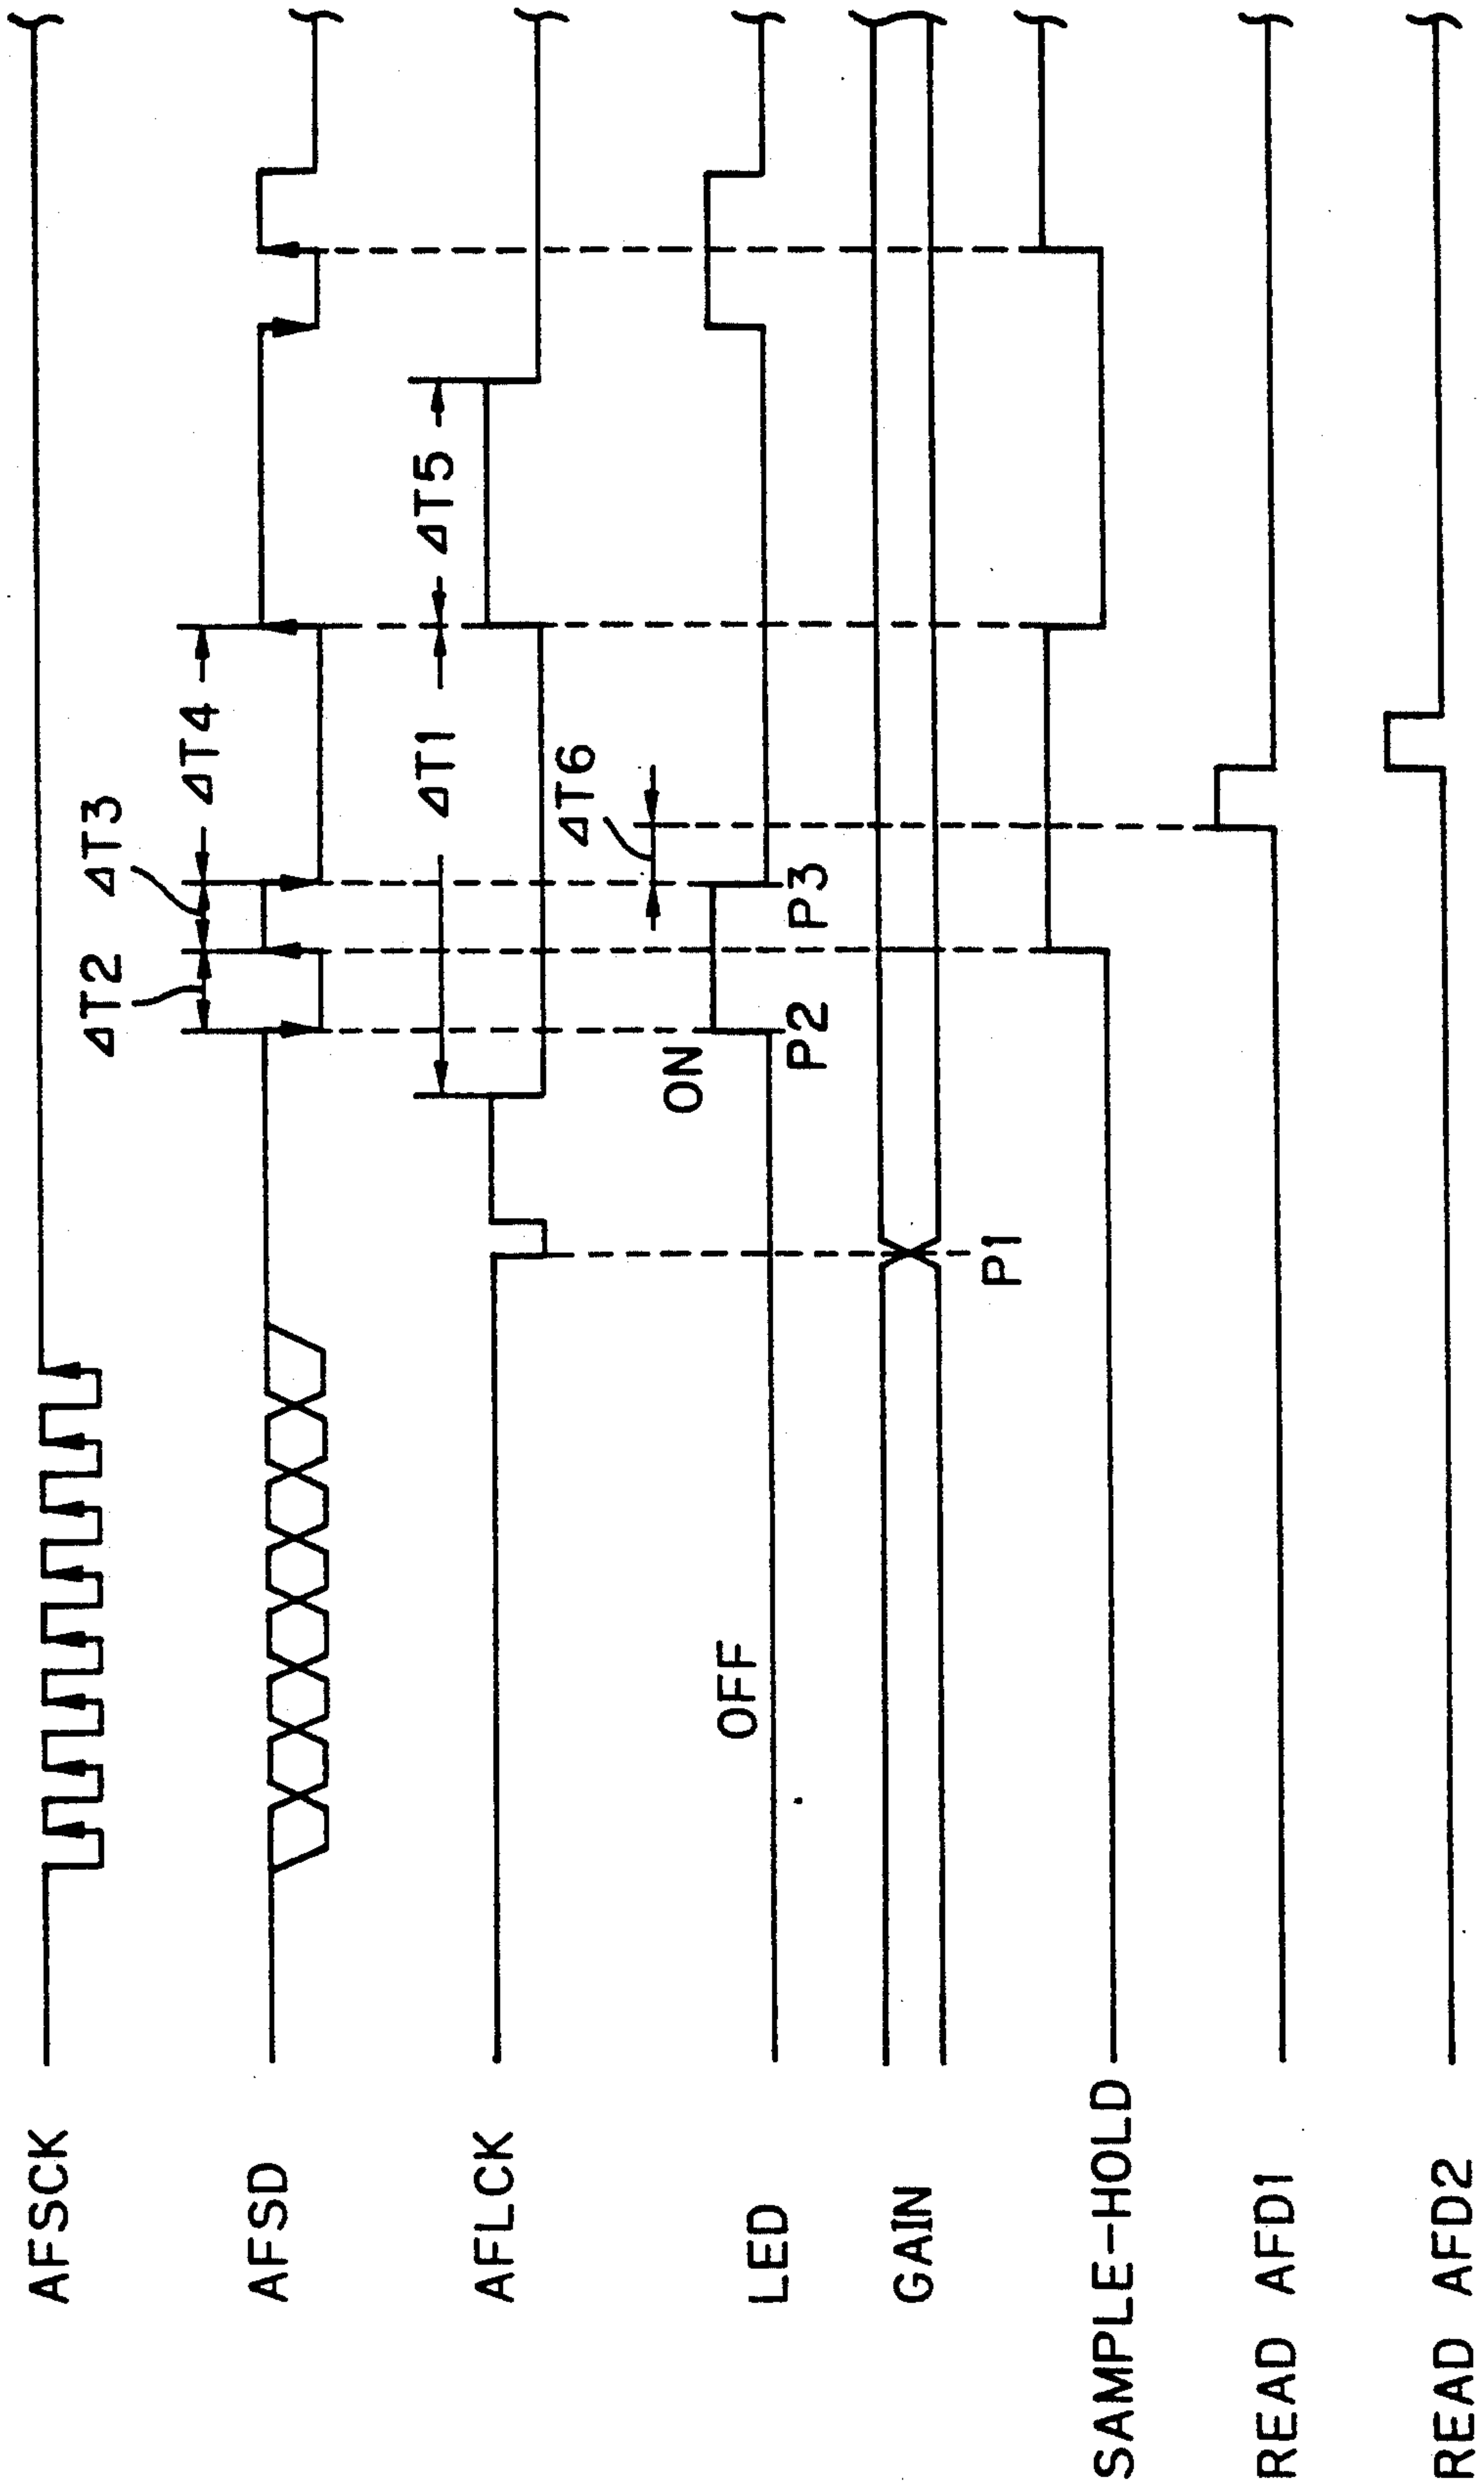 AFSCK
AFSD
ΔT2
ΔT3
ΔT4
AFLCK
ΔT1
ΔT5
LED
OFF
ON
P2
P3
ΔT6
GAIN
P1
SAMPLE-HOLD
READ AFD1
READ AFD2